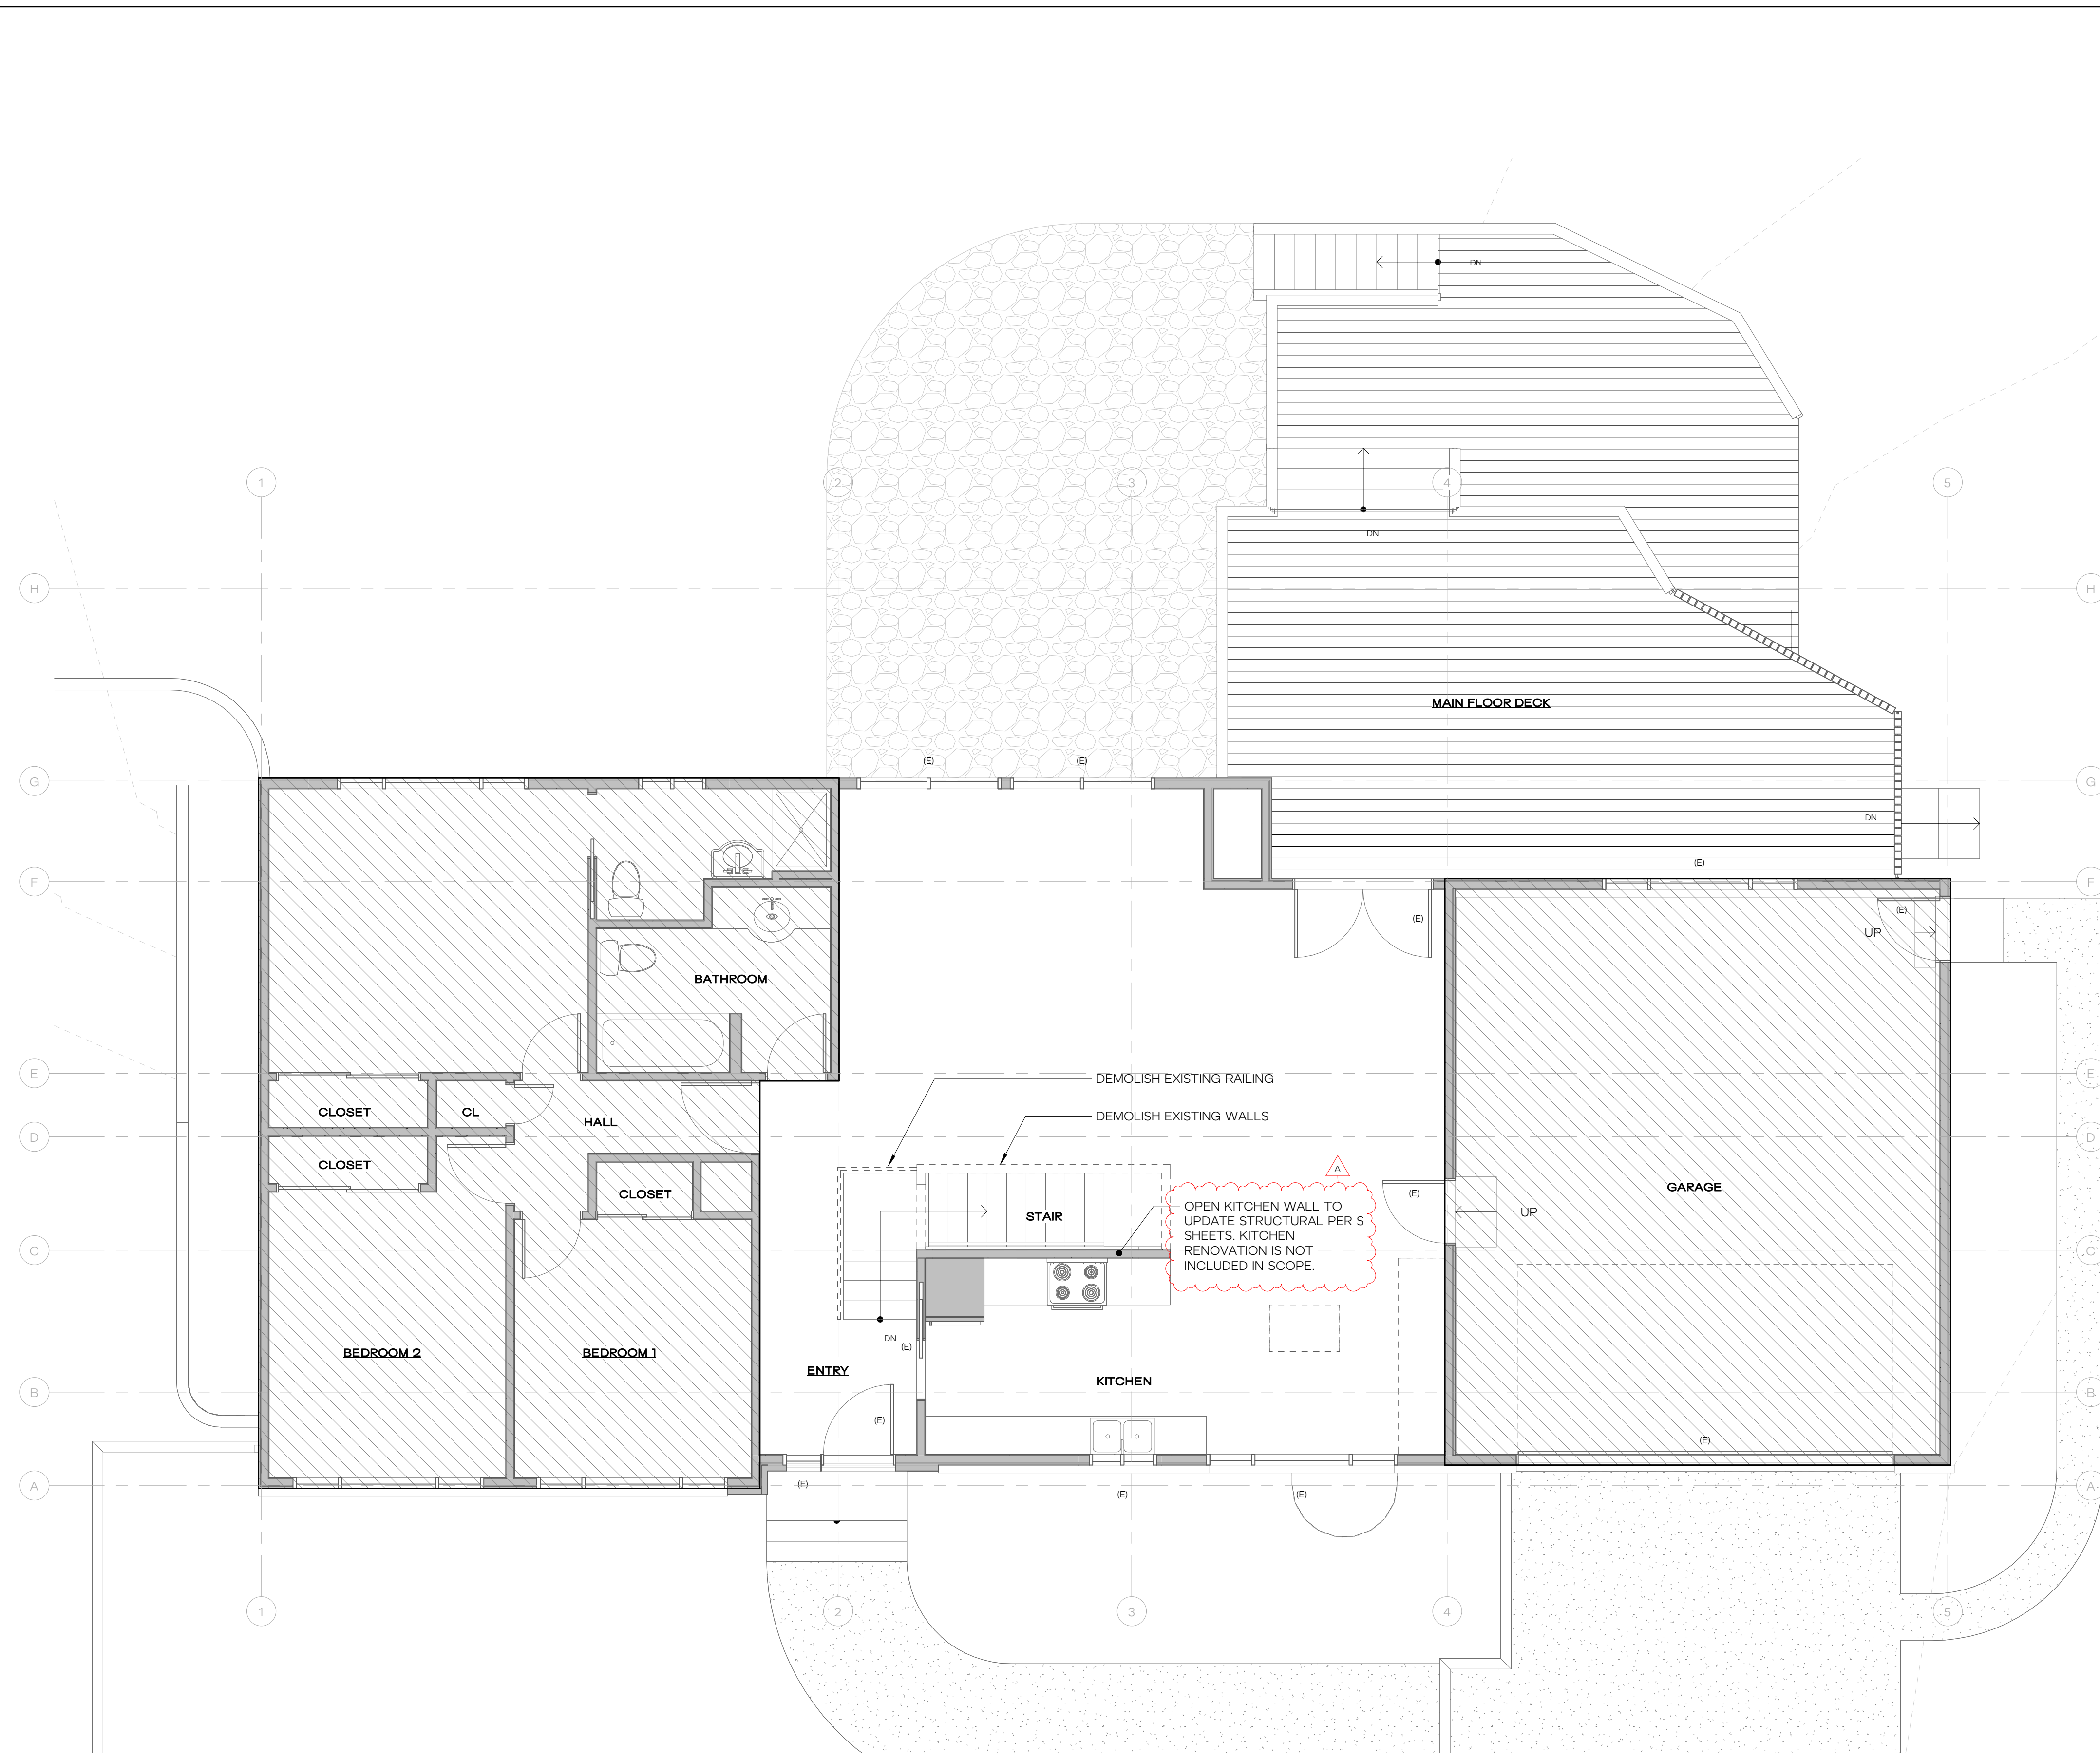 DN
1
2
3
4
5
DN
H
H
MAIN FLOOR DECK
(E)
(E)
G
G
DN
(E)
F
F
(E)
(E)
UP
BATHROOM
E
E
DEMOLISH EXISTING RAILING
CLOSET
CL
DEMOLISH EXISTING WALLS
HALL
D
D
CLOSET
A
CLOSET
(E)
GARAGE
OPEN KITCHEN WALL TO
UPDATE STRUCTURAL PER S
SHEETS. KITCHEN
RENOVATION IS NOT
INCLUDED IN SCOPE.
STAIR
UP
C
C
DN
(E)
BEDROOM 2
BEDROOM 1
ENTRY
KITCHEN
B
B
(E)
(E)
A
A
(E)
(E)
(E)
1
2
3
4
5